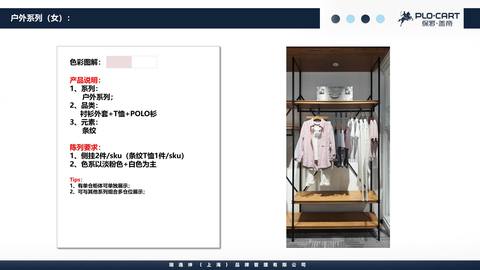 户外系列（女）：
PLO·CART
保罗·盖帝
色彩图解：
产品说明：
1、系列：
户外系列；
2、品类：
衬衫外套+T恤+POLO衫
3、元素：
条纹
陈列要求：
1、侧挂2件/sku（条纹T恤1件/sku）
2、色系以淡粉色+白色为主
Tips：
1、有单仓柜体可单独展示；
2、可与其他系列组合多仓位展示；
（上海）品牌管理有限公司